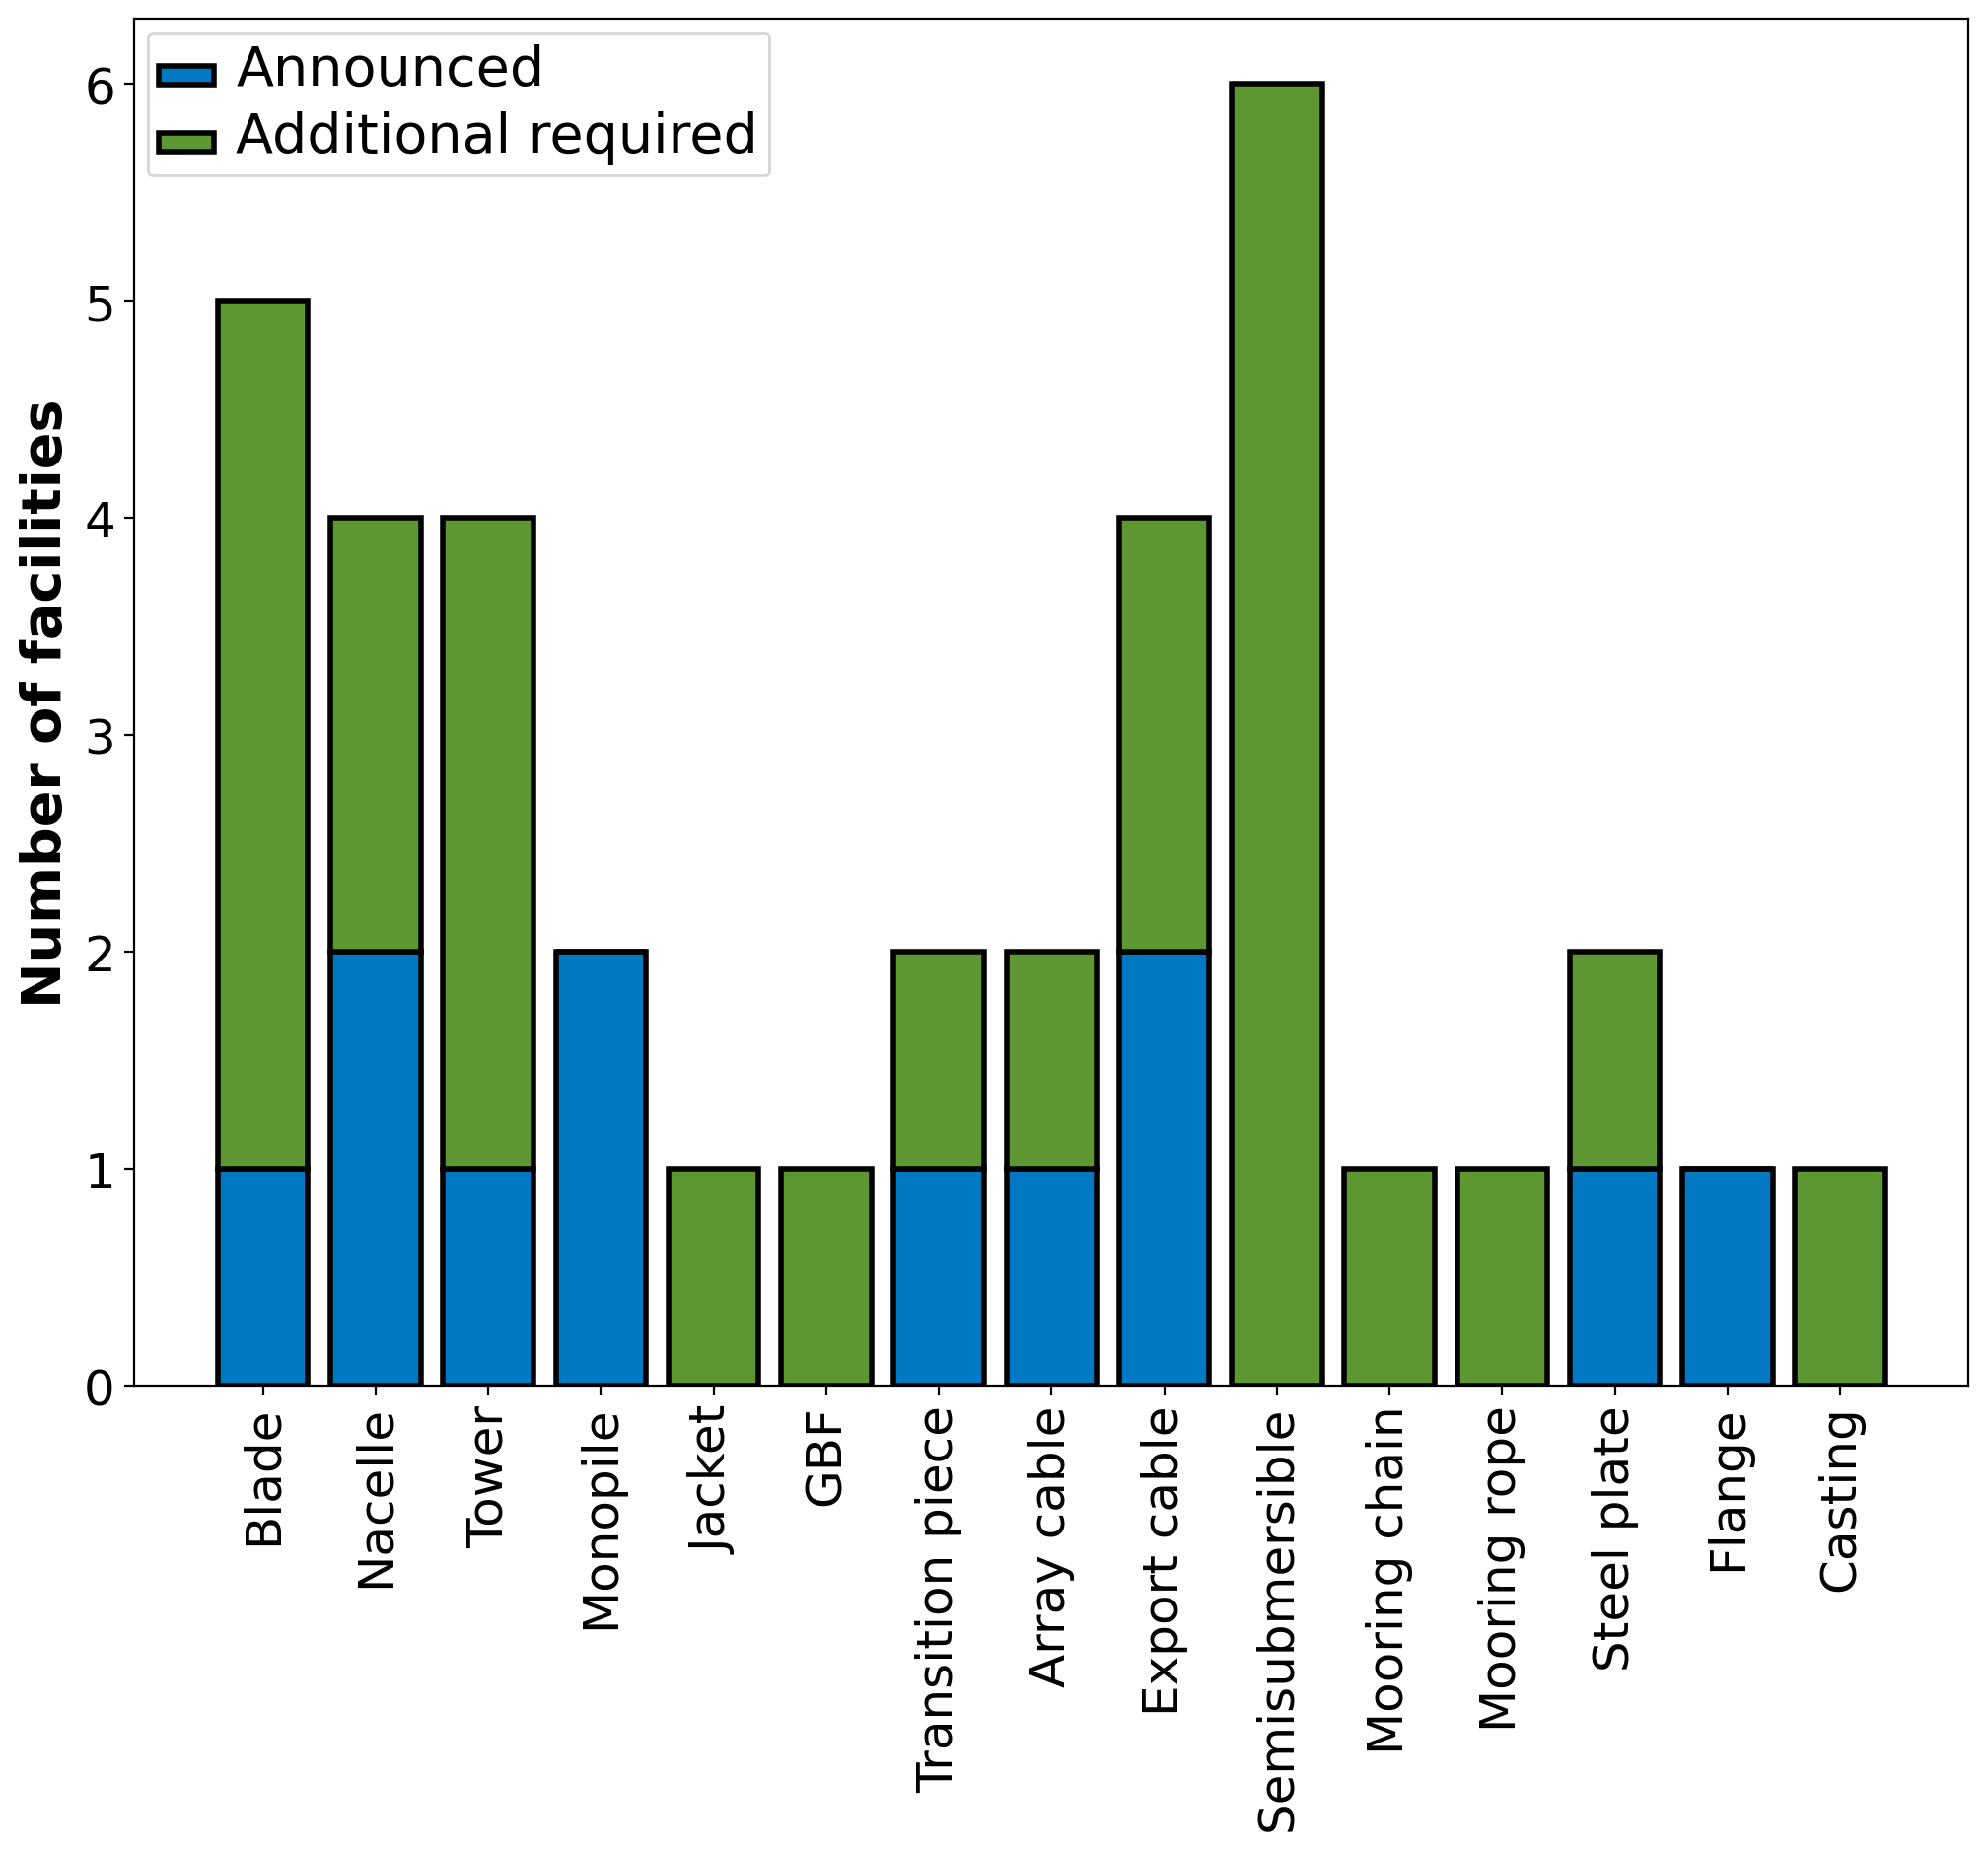 Announced
Additional required
Number of facilities
6
5
4
3
2
1
0
Blade
Nacelle
Tower
Monopile
Jacket
GBF
Transition piece
Array cable
Export cable
Semisubmersible
Mooring chain
Mooring rope
Steel plate
Flange
Casting